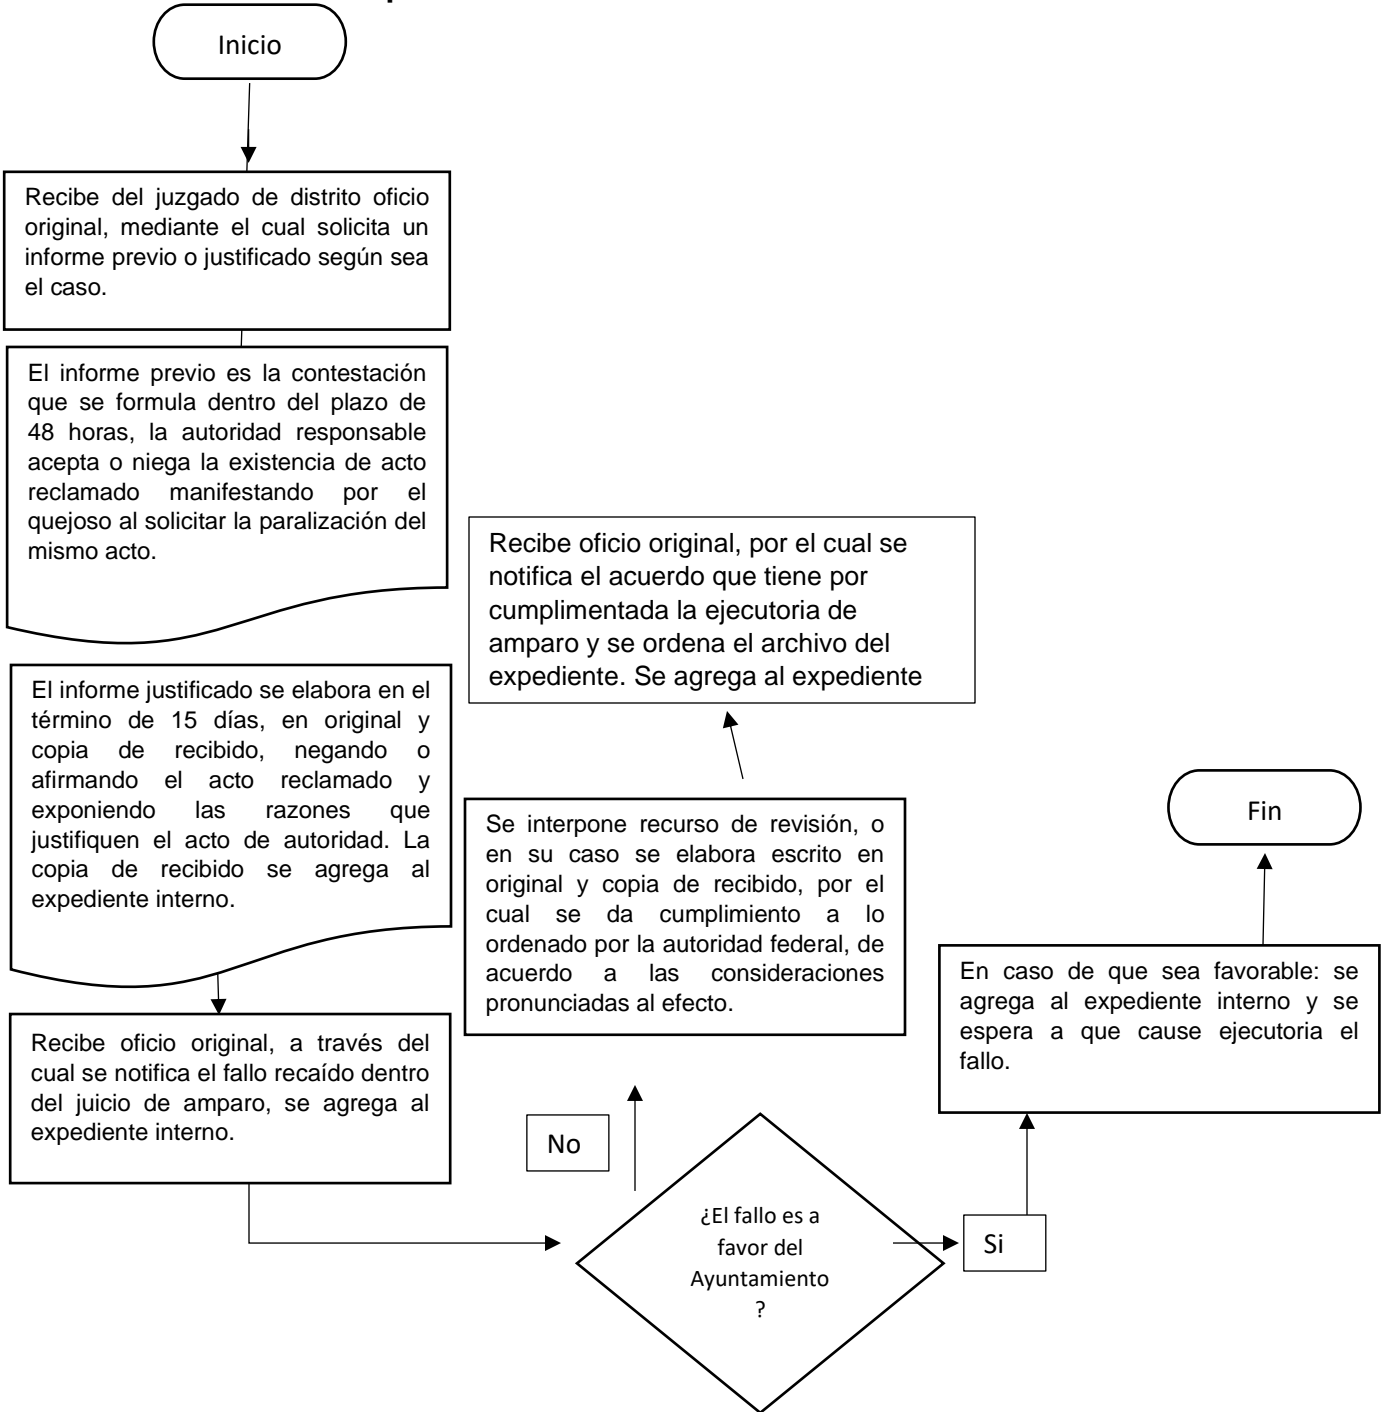 Inicio
Recibe del juzgado de distrito oficio
original, mediante el cual solicita un
informe previo o justificado según sea
el caso.
El informe previo es la contestación
que se formula dentro del plazo de
48 horas, la autoridad responsable
acepta o niega la existencia de acto
reclamado manifestando por el
quejoso al solicitar la paralización del
mismo acto.
El informe justificado se elabora en el
término de 15 días, en original y
copia de recibido, negando o
afirmando el acto reclamado y
exponiendo las razones que
justifiquen el acto de autoridad. La
copia de recibido se agrega al
expediente interno.
Recibe oficio original, a través del
cual se notifica el fallo recaído dentro
del juicio de amparo, se agrega al
expediente interno.
¿El fallo es a
favor del
Ayuntamiento
?
No
Se interpone recurso de revisión, o
en su caso se elabora escrito en
original y copia de recibido, por el
cual se da cumplimiento a lo
ordenado por la autoridad federal, de
acuerdo a las consideraciones
pronunciadas al efecto.
Recibe oficio original, por el cual se
notifica el acuerdo que tiene por
cumplimentada la ejecutoria de
amparo y se ordena el archivo del
expediente. Se agrega al expediente
Si
En caso de que sea favorable: se
agrega al expediente interno y se
espera a que cause ejecutoria el
fallo.
Fin